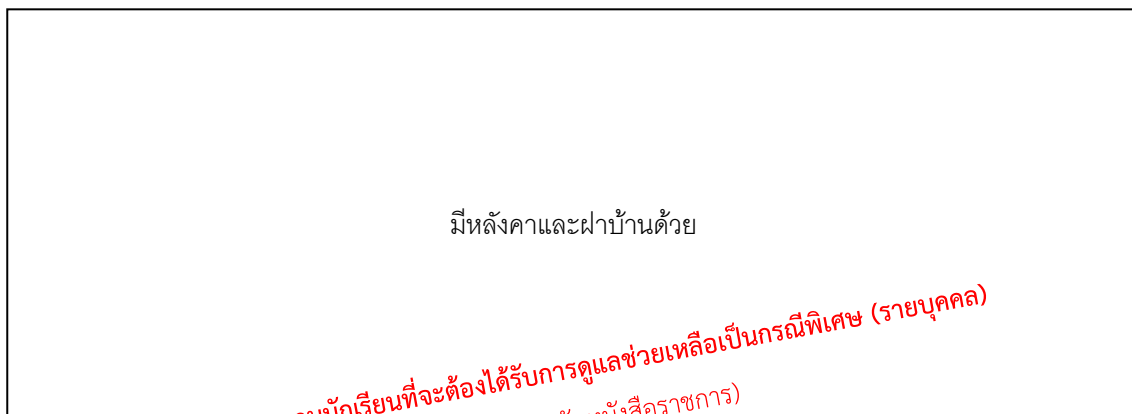 มีหลังคาและฝาบ้านด้วย
นักเรียนที่จะต้องได้รับการดูแลช่วยเหลือเป็นกรณีพิเศษ (รายบุคคล)
หนังสือราชการ)